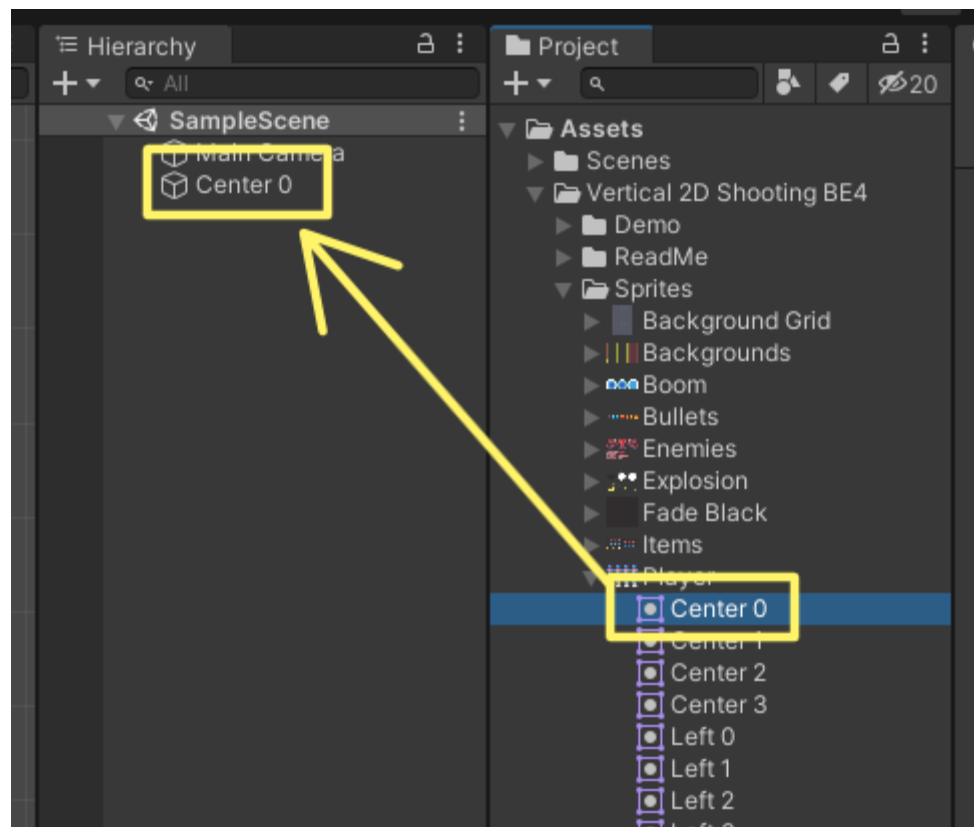 Hierarchy
All
SampleScene
Main Camera
Center 0
Project
20
Assets
Scenes
Vertical 2D Shooting BE4
Demo
ReadMe
Sprites
Background Grid
Backgrounds
Boom
Bullets
Enemies
Explosion
Fade Black
Items
Player
Center 0
Center 1
Center 2
Center 3
Left 0
Left 1
Left 2